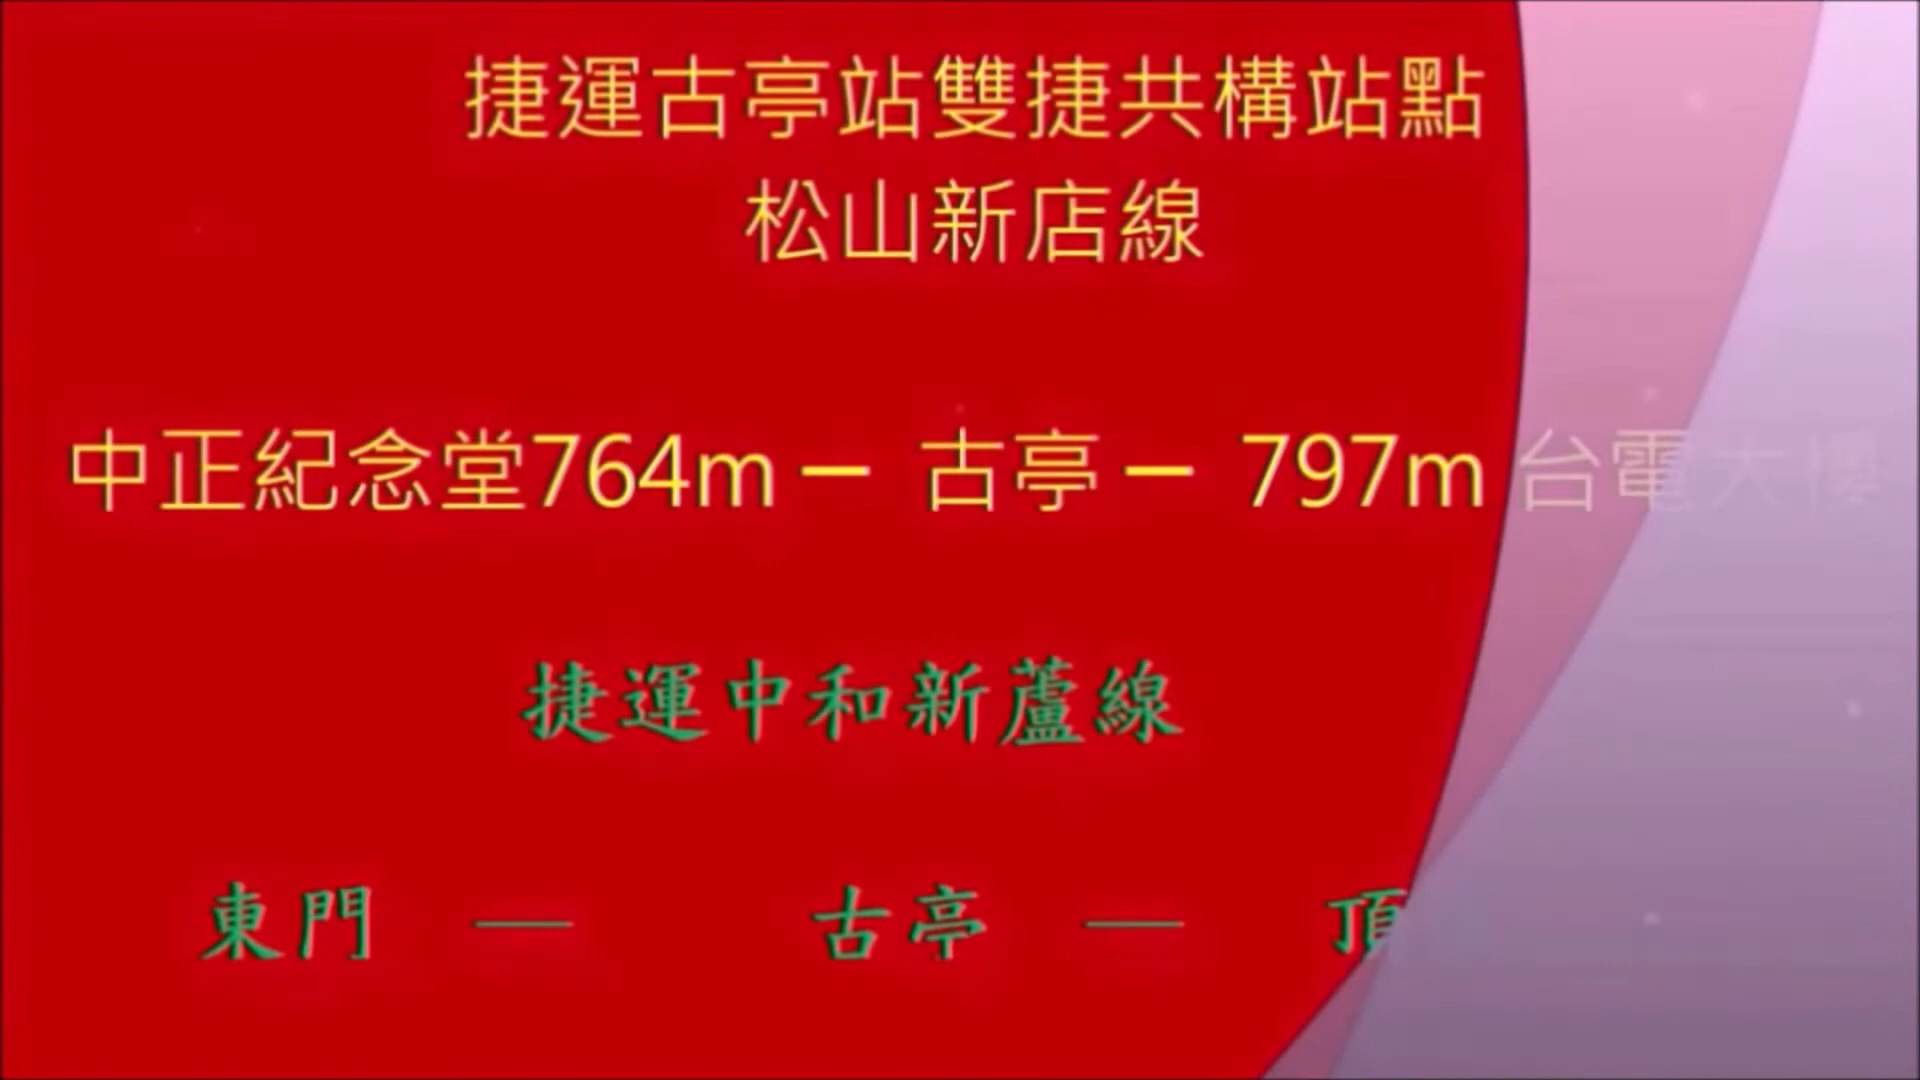 捷運古亭站雙捷共構站點
松山新店線
中正紀念堂764m－ 古亭－ 797m 台電大樓
捷運中和新蘆線
東門 — 古亭 — 頂